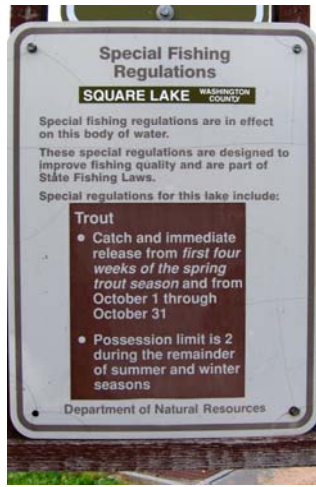 Special Fishing
Regulations
SQUARE LAKE WASHINGTON
COUNTY
Special fishing regulations are in effect
on this body of water.
These special regulations are designed to
improve fishing quality and are part of
State Fishing Laws.
Special regulations for this lake include:
Trout
• Catch and immediate
release from first four
weeks of the spring
trout season and from
October 1 through
October 31
• Possession limit is 2
during the remainder
of summer and winter
seasons
Department of Natural Resources